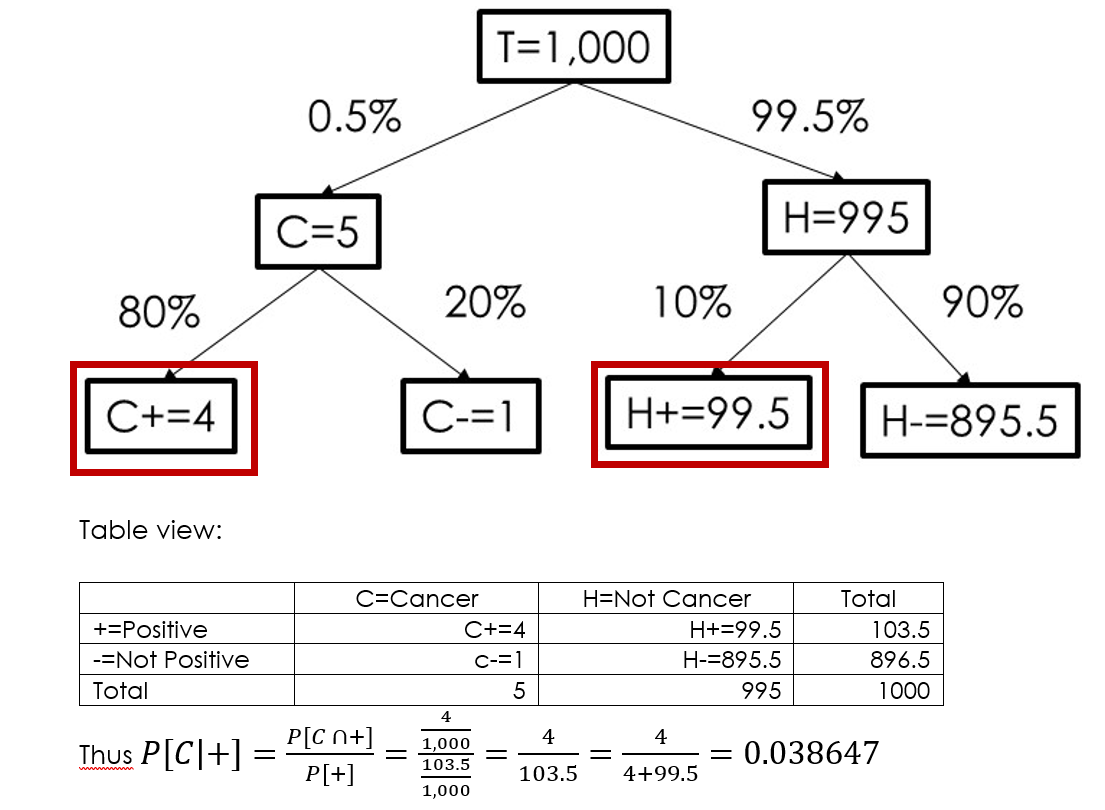 T=1,000
0.5% 99.5%
C=5 H=995
80% 20% 10% 90%
C+=4 C-=1 H+=99.5 H-=895.5
Table view:
C=Cancer H=Not Cancer Total
+=Positive C+=4 H+=99.5 103.5
-=Not Positive c-=1 H-=895.5 896.5
Total 5 995 1000
Thus P[C|+] = P[C ∩+] / P[+] = (4/1,000) / (103.5/1,000) = 4/103.5 = 4/(4+99.5) = 0.038647